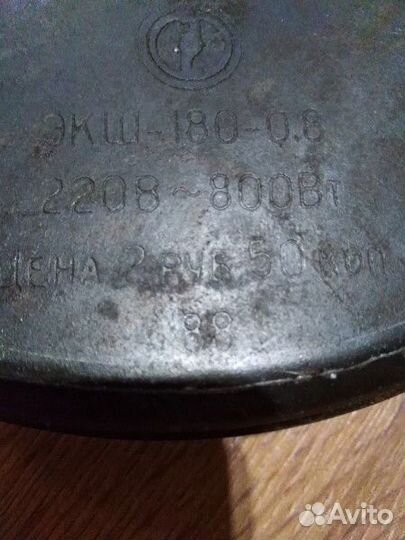 ЭКШ-180-0.8
220В~800Вт
ЦЕНА 2 РУБ 50 КОП
88
Avito